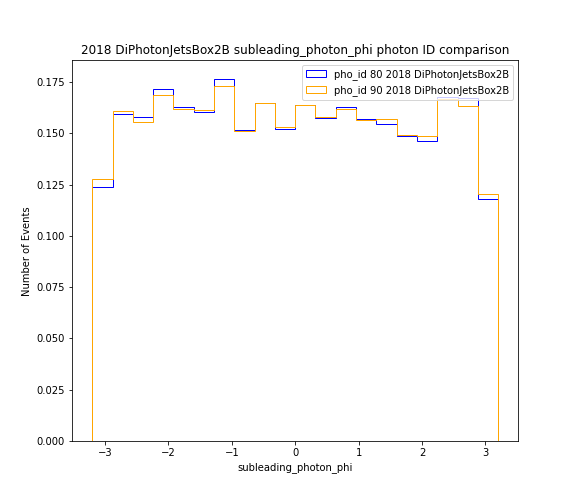 2018 DiPhotonJetsBox2B subleading_photon_phi photon ID comparison
pho_id 80 2018 DiPhotonJetsBox2B
pho_id 90 2018 DiPhotonJetsBox2B
Number of Events
0.175
0.150
0.125
0.100
0.075
0.050
0.025
0.000
−3 −2 −1 0 1 2 3
subleading_photon_phi